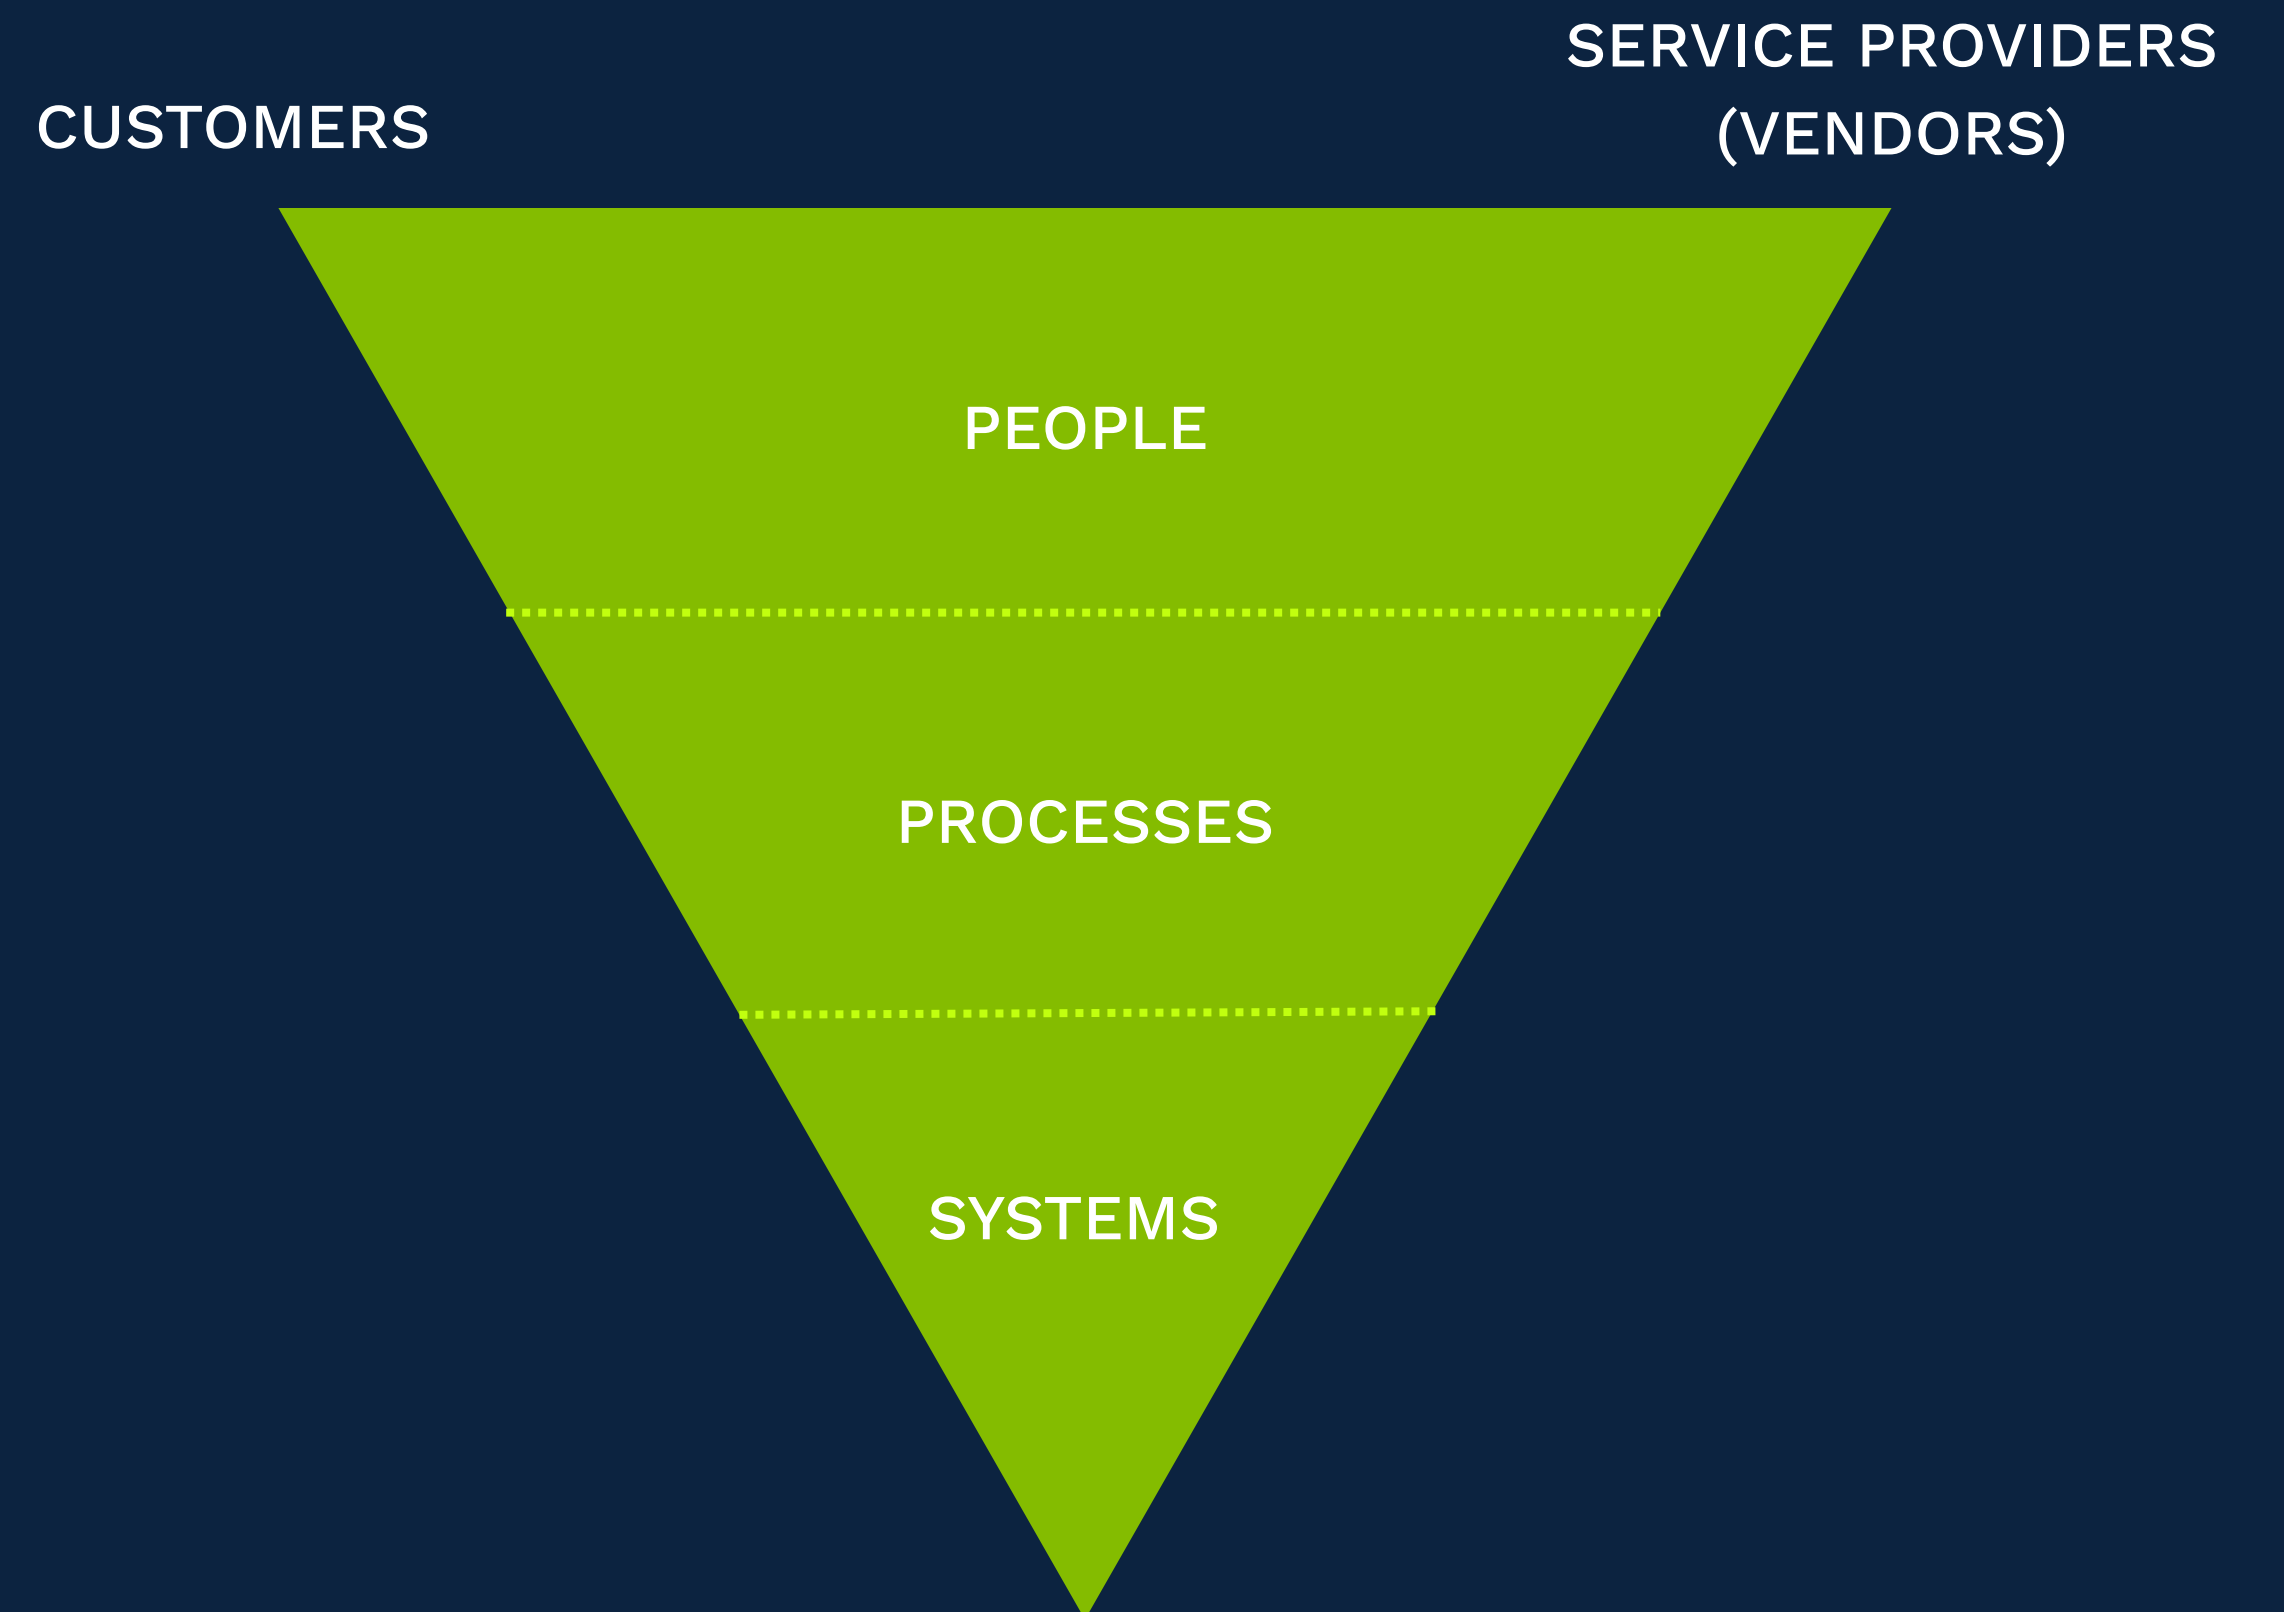 CUSTOMERS
SERVICE PROVIDERS
(VENDORS)
PEOPLE
PROCESSES
SYSTEMS